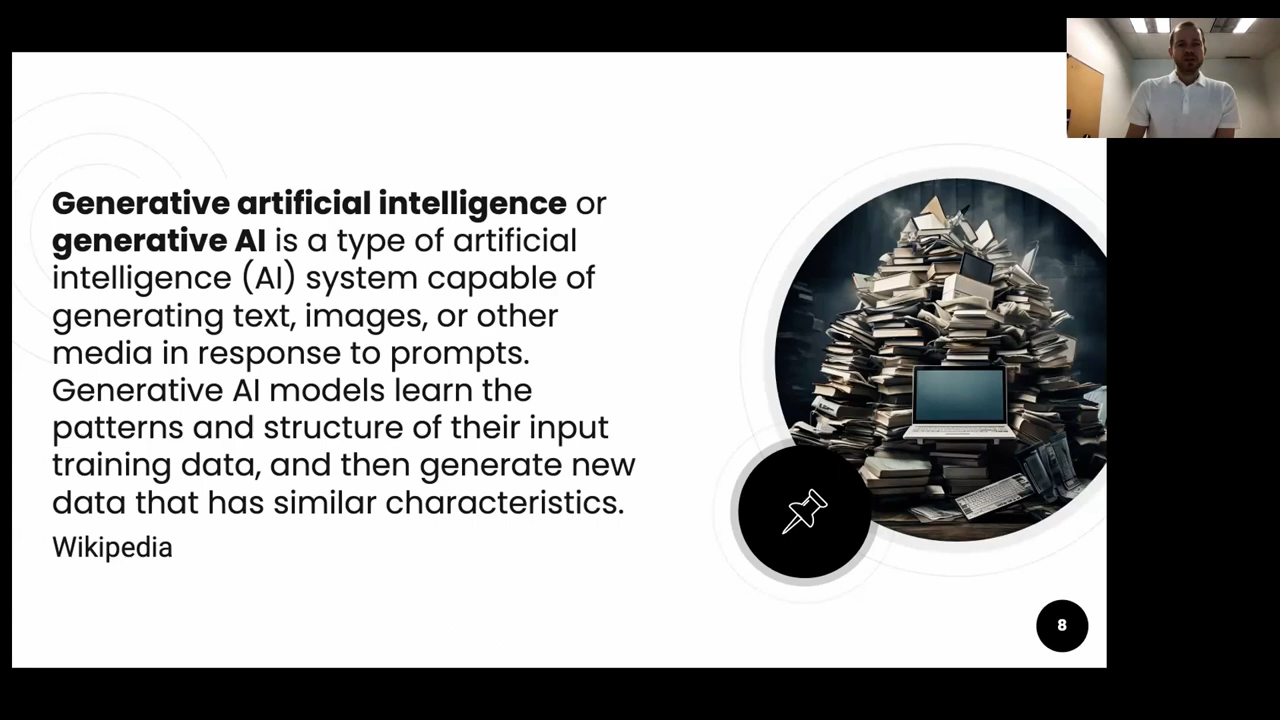 Generative artificial intelligence or
generative AI is a type of artificial
intelligence (AI) system capable of
generating text, images, or other
media in response to prompts.
Generative AI models learn the
patterns and structure of their input
training data, and then generate new
data that has similar characteristics.
Wikipedia
8